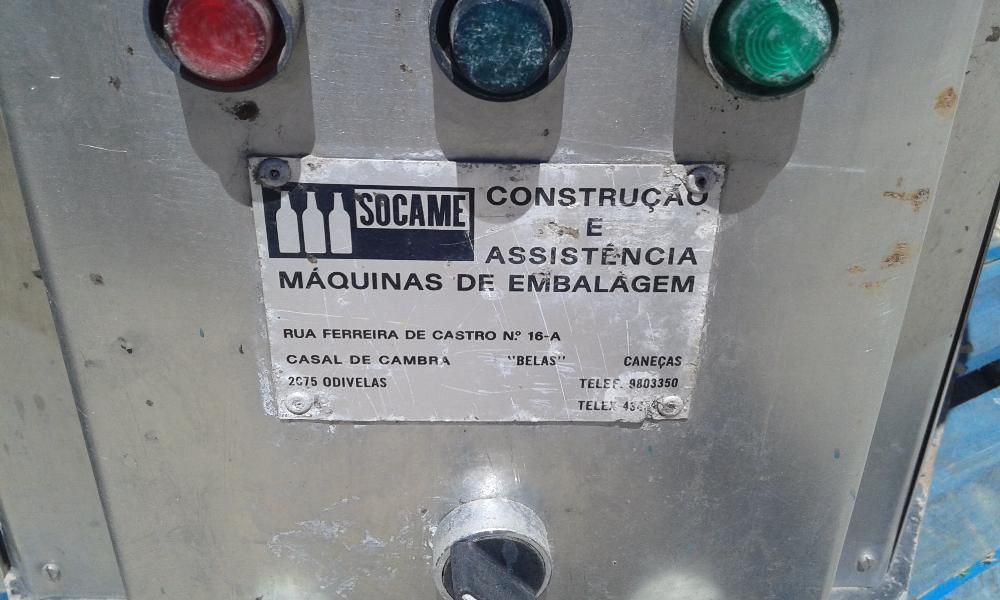 SOCAME
CONSTRUÇÃO
E
ASSISTÊNCIA
MÁQUINAS DE EMBALAGEM
RUA FERREIRA DE CASTRO N.º 16-A
CASAL DE CAMBRA "BELAS" CANEÇAS
2675 ODIVELAS TELEF. 9803350
TELEX